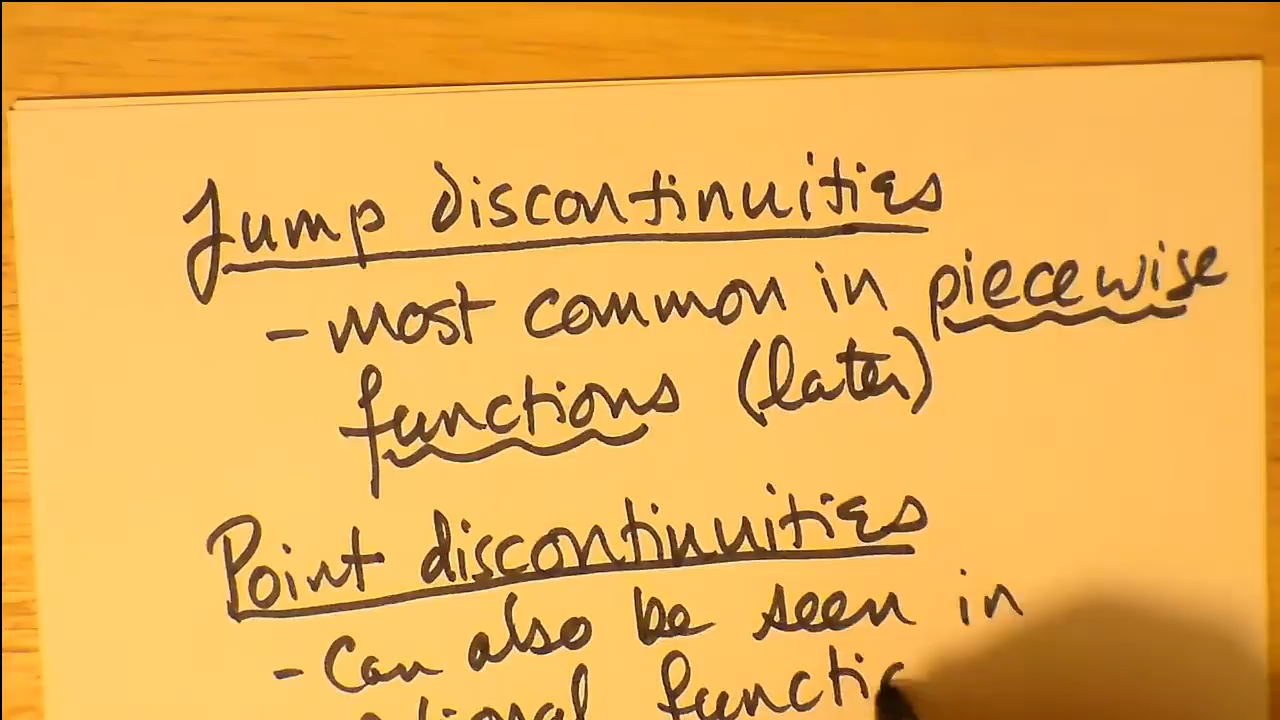 Jump discontinuities
- most common in piecewise
functions (later)
Point discontinuities
- Can also be seen in